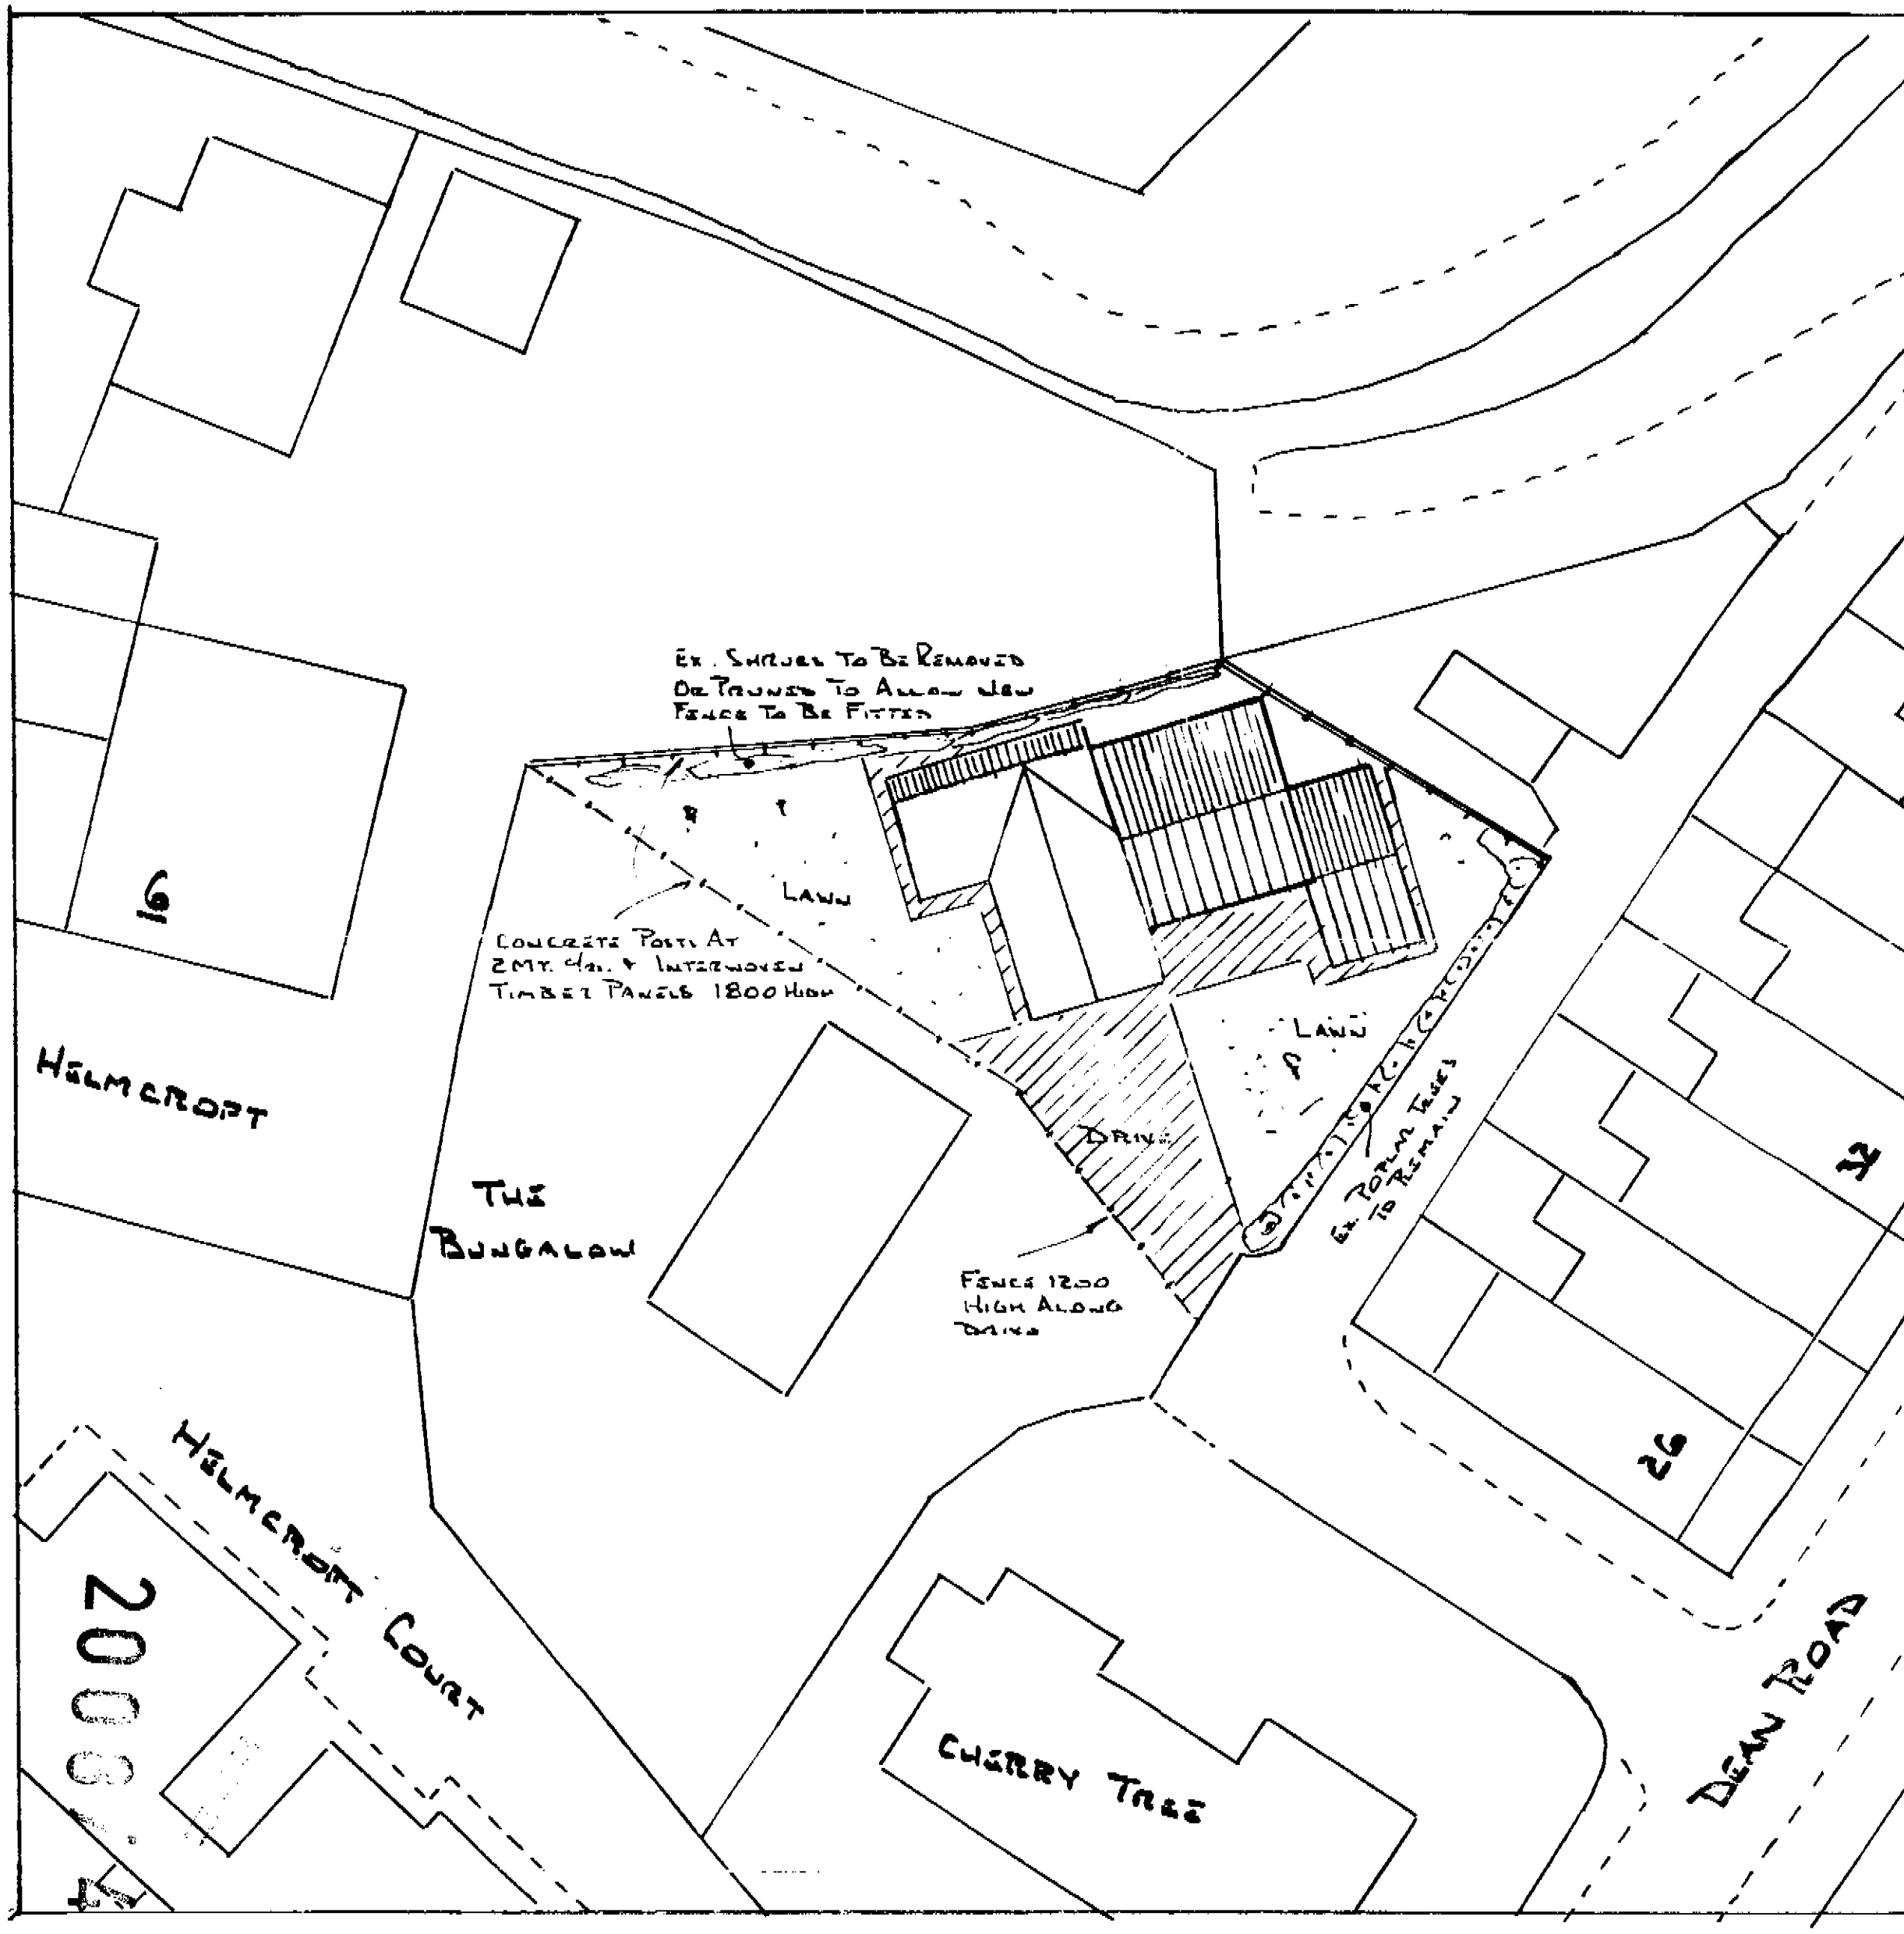 Ex. Shrubs To Be Removed
Or Pruned To Allow New
Fence To Be Fitted
Lawn
6
Concrete Posts At
2MT. C/rs. & Interwoven
Timber Panels 1800 High
Lawn
Helmcroft
Drive
Ex. Poplar Trees
To Remain
32
The
Bungalow
Fence 1200
High Along
Drive
26
Helmcroft Court
Dean Road
Cherry Tree
2008